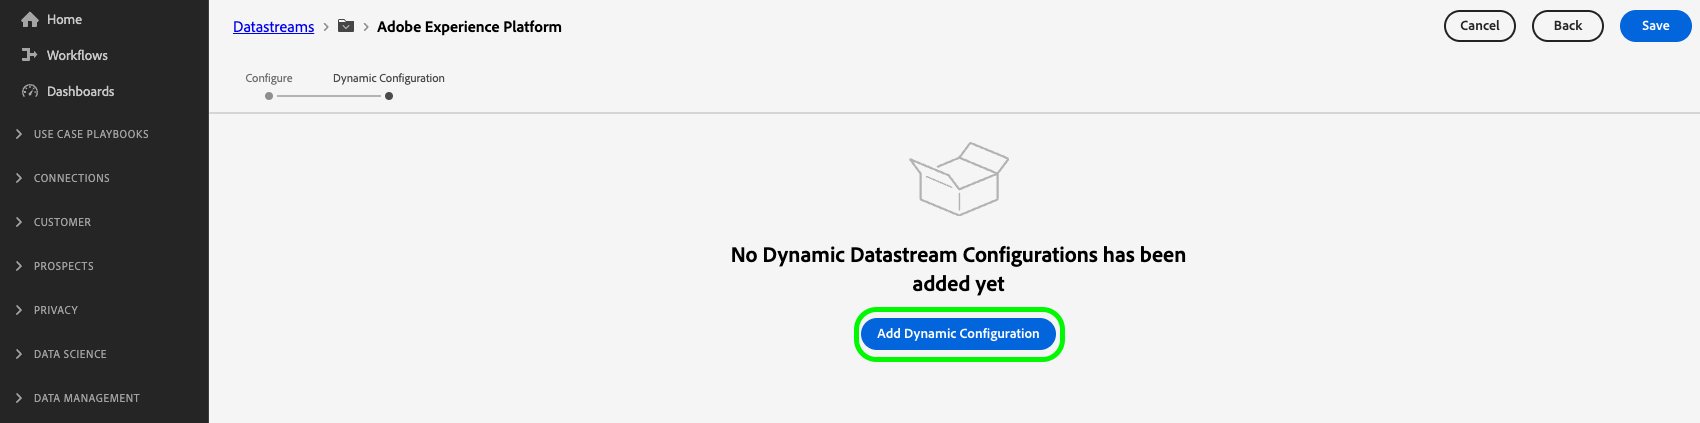 Home
Workflows
Dashboards
USE CASE PLAYBOOKS
CONNECTIONS
CUSTOMER
PROSPECTS
PRIVACY
DATA SCIENCE
DATA MANAGEMENT
Datastreams > > Adobe Experience Platform
Cancel
Back
Save
Configure
Dynamic Configuration
No Dynamic Datastream Configurations has been
added yet
Add Dynamic Configuration